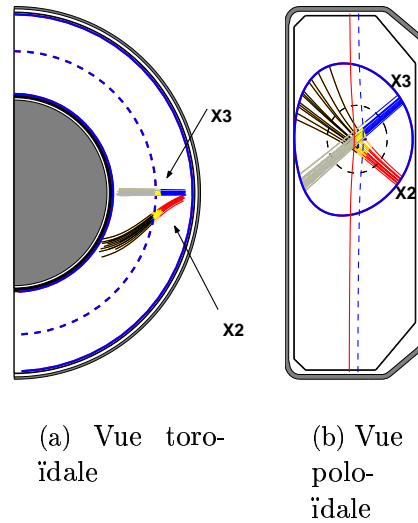 X3
X2
X3
X2
(a) Vue toro-
ïdale
(b) Vue
polo-
ïdale